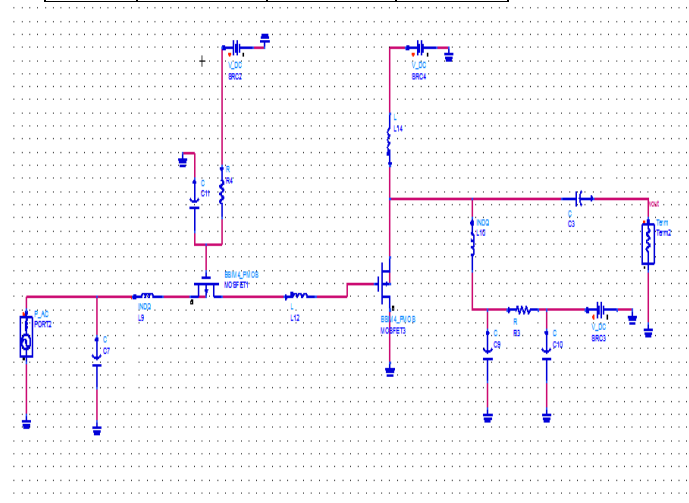 V_DC
SRC2
V_DC
SRC4
L
L14
R
R4
C
C11
BSIM4_PMOS
MOSFET1
INDQ
L10
C
C3
Term
Term2
P_AC
PORT2
C
C7
INDQ
L9
L
L12
BSIM4_PMOS
MOSFET3
C
C9
R
R3
C
C10
V_DC
SRC3